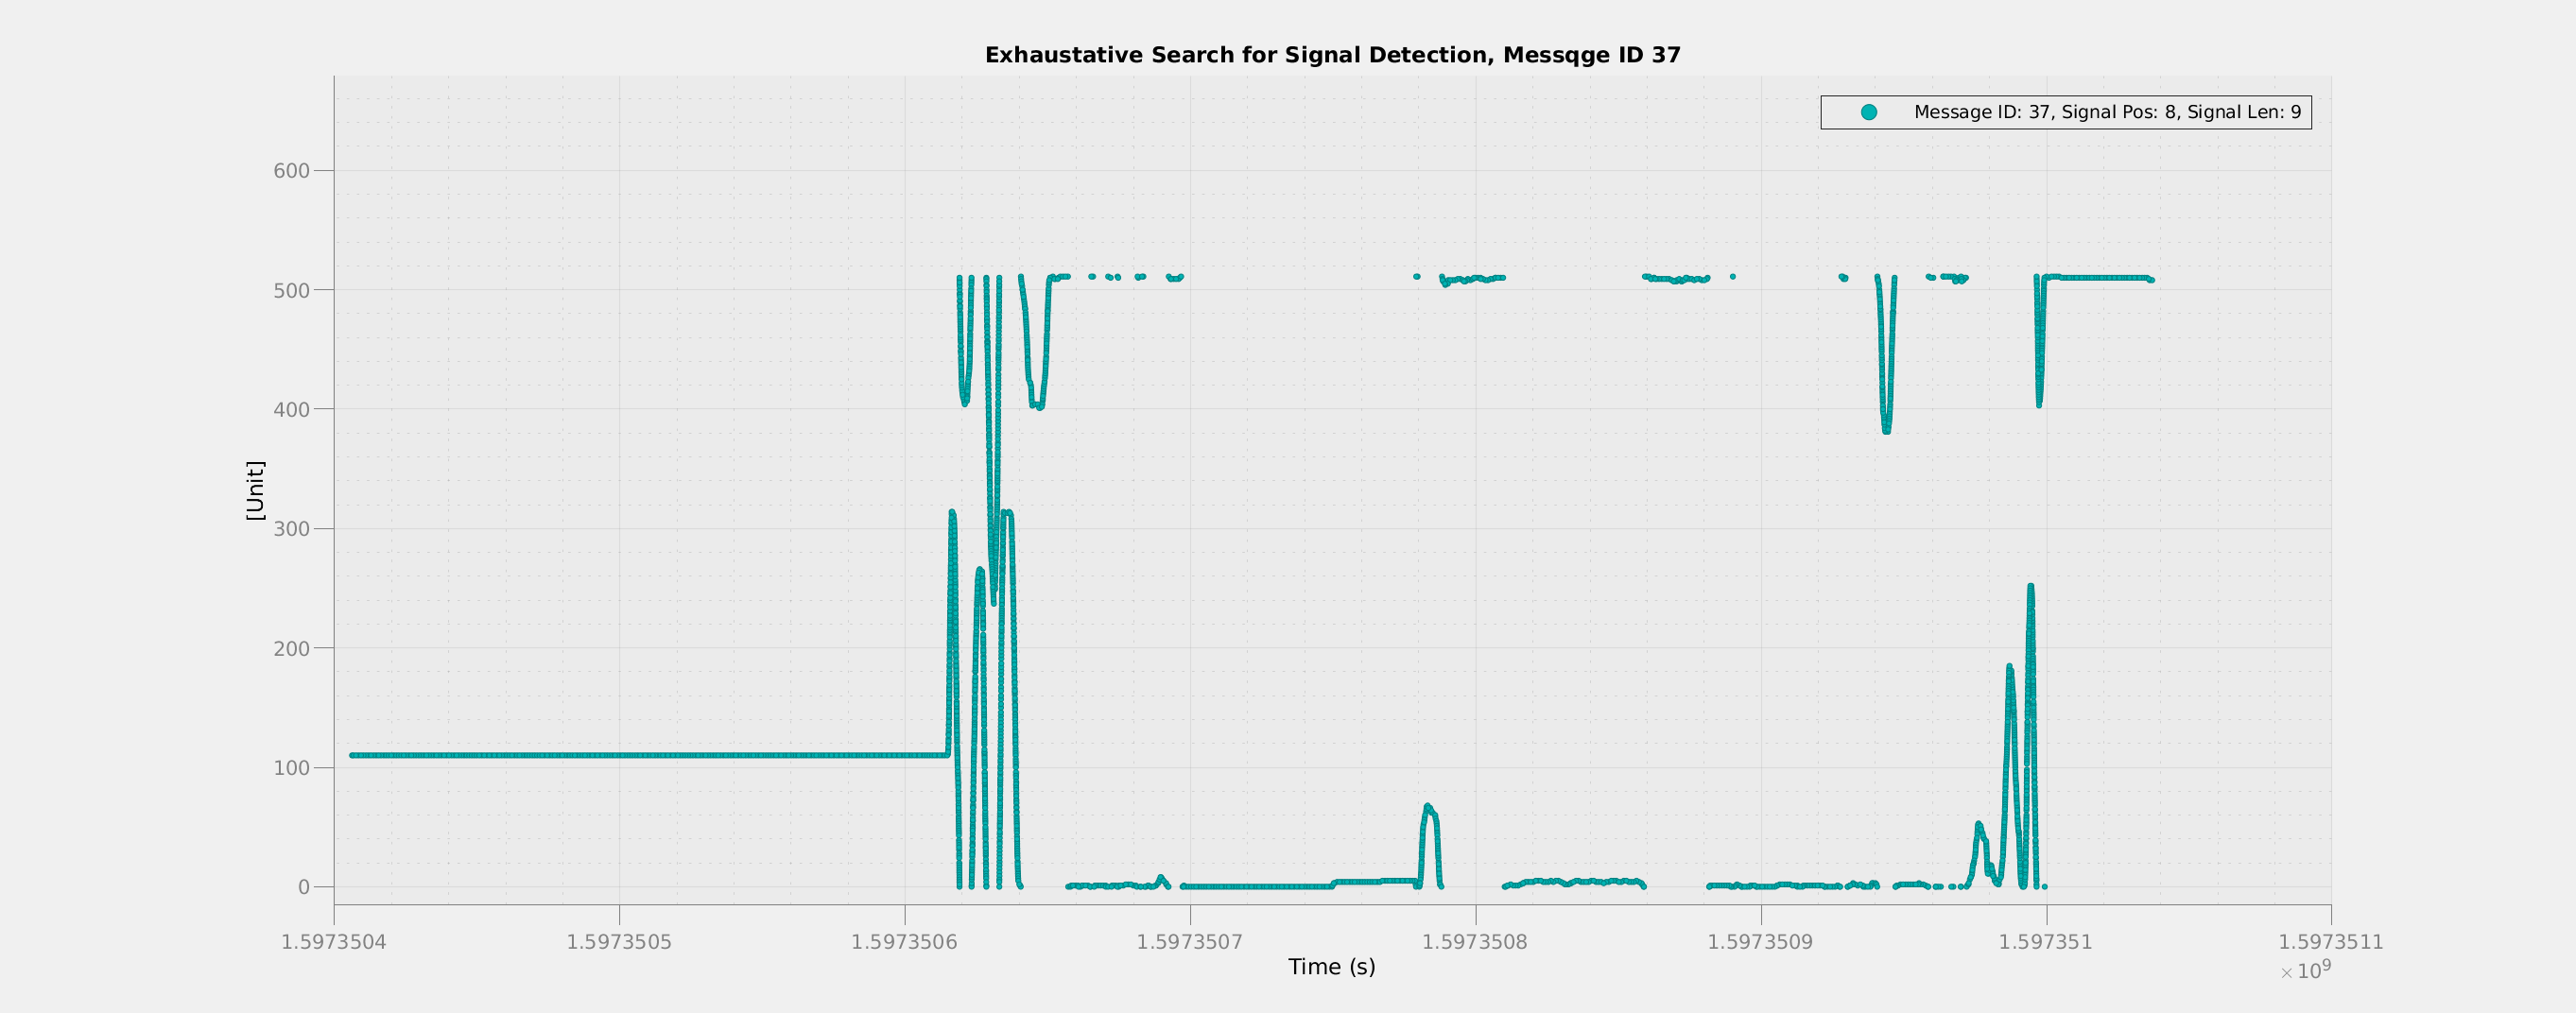 Exhaustative Search for Signal Detection, Messqge ID 37
Message ID: 37, Signal Pos: 8, Signal Len: 9
600
500
400
300
200
100
0
[Unit]
1.5973504 1.5973505 1.5973506 1.5973507 1.5973508 1.5973509 1.597351 1.5973511
Time (s)
× 10⁹